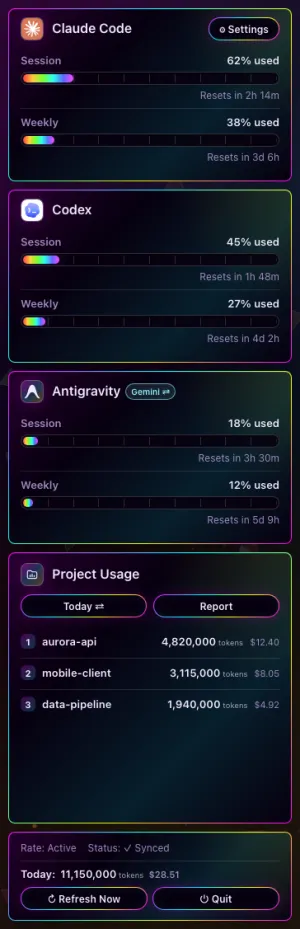 Claude Code
⚙ Settings
Session 62% used
Resets in 2h 14m
Weekly 38% used
Resets in 3d 6h
Codex
Session 45% used
Resets in 1h 48m
Weekly 27% used
Resets in 4d 2h
Antigravity Gemini ⇄
Session 18% used
Resets in 3h 30m
Weekly 12% used
Resets in 5d 9h
Project Usage
Today ⇄ Report
1 aurora-api 4,820,000 tokens $12.40
2 mobile-client 3,115,000 tokens $8.05
3 data-pipeline 1,940,000 tokens $4.92
Rate: Active Status: ✓ Synced
Today: 11,150,000 tokens $28.51
↻ Refresh Now ⏻ Quit